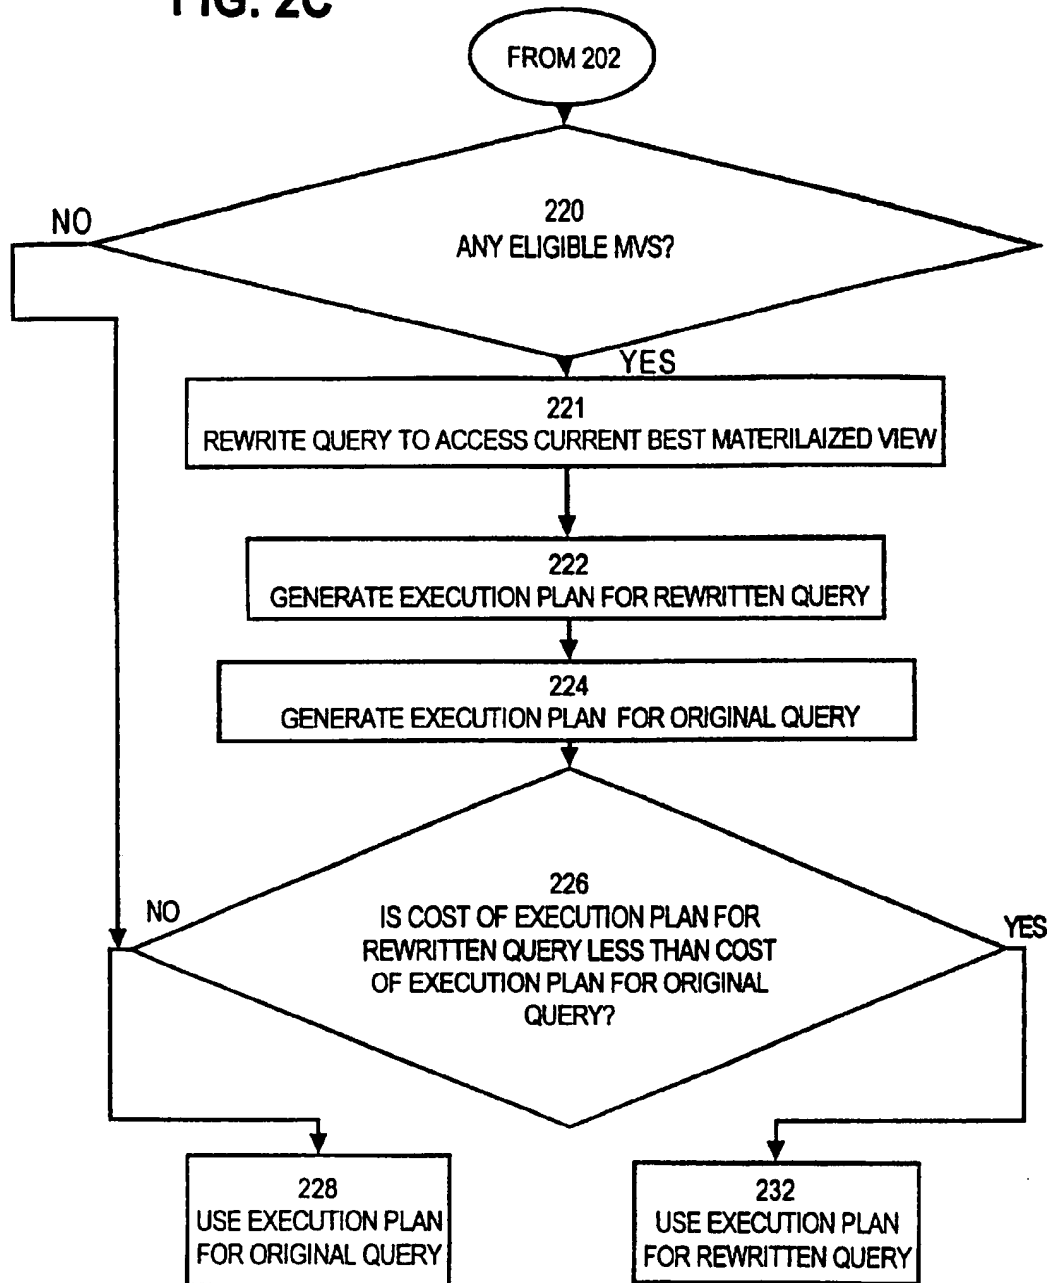 FIG. 2C
FROM 202
220
ANY ELIGIBLE MVS?
NO
YES
221
REWRITE QUERY TO ACCESS CURRENT BEST MATERILAIZED VIEW
222
GENERATE EXECUTION PLAN FOR REWRITTEN QUERY
224
GENERATE EXECUTION PLAN FOR ORIGINAL QUERY
226
IS COST OF EXECUTION PLAN FOR
REWRITTEN QUERY LESS THAN COST
OF EXECUTION PLAN FOR ORIGINAL
QUERY?
NO
YES
228
USE EXECUTION PLAN
FOR ORIGINAL QUERY
232
USE EXECUTION PLAN
FOR REWRITTEN QUERY